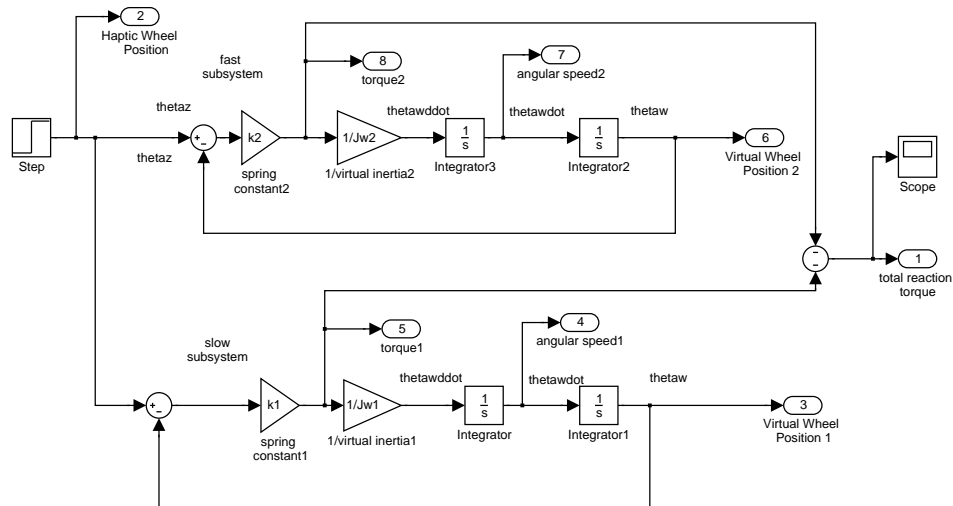 2
Haptic Wheel
Position
fast
subsystem
8
torque2
7
angular speed2
thetaz
thetaz
Step
+
−
k2
spring
constant2
1/Jw2
1/virtual inertia2
thetawddot
1
s
Integrator3
thetawdot
1
s
Integrator2
thetaw
6
Virtual Wheel
Position 2
Scope
−
−
1
total reaction
torque
slow
subsystem
5
torque1
4
angular speed1
+
−
k1
spring
constant1
1/Jw1
1/virtual inertia1
thetawddot
1
s
Integrator
thetawdot
1
s
Integrator1
thetaw
3
Virtual Wheel
Position 1